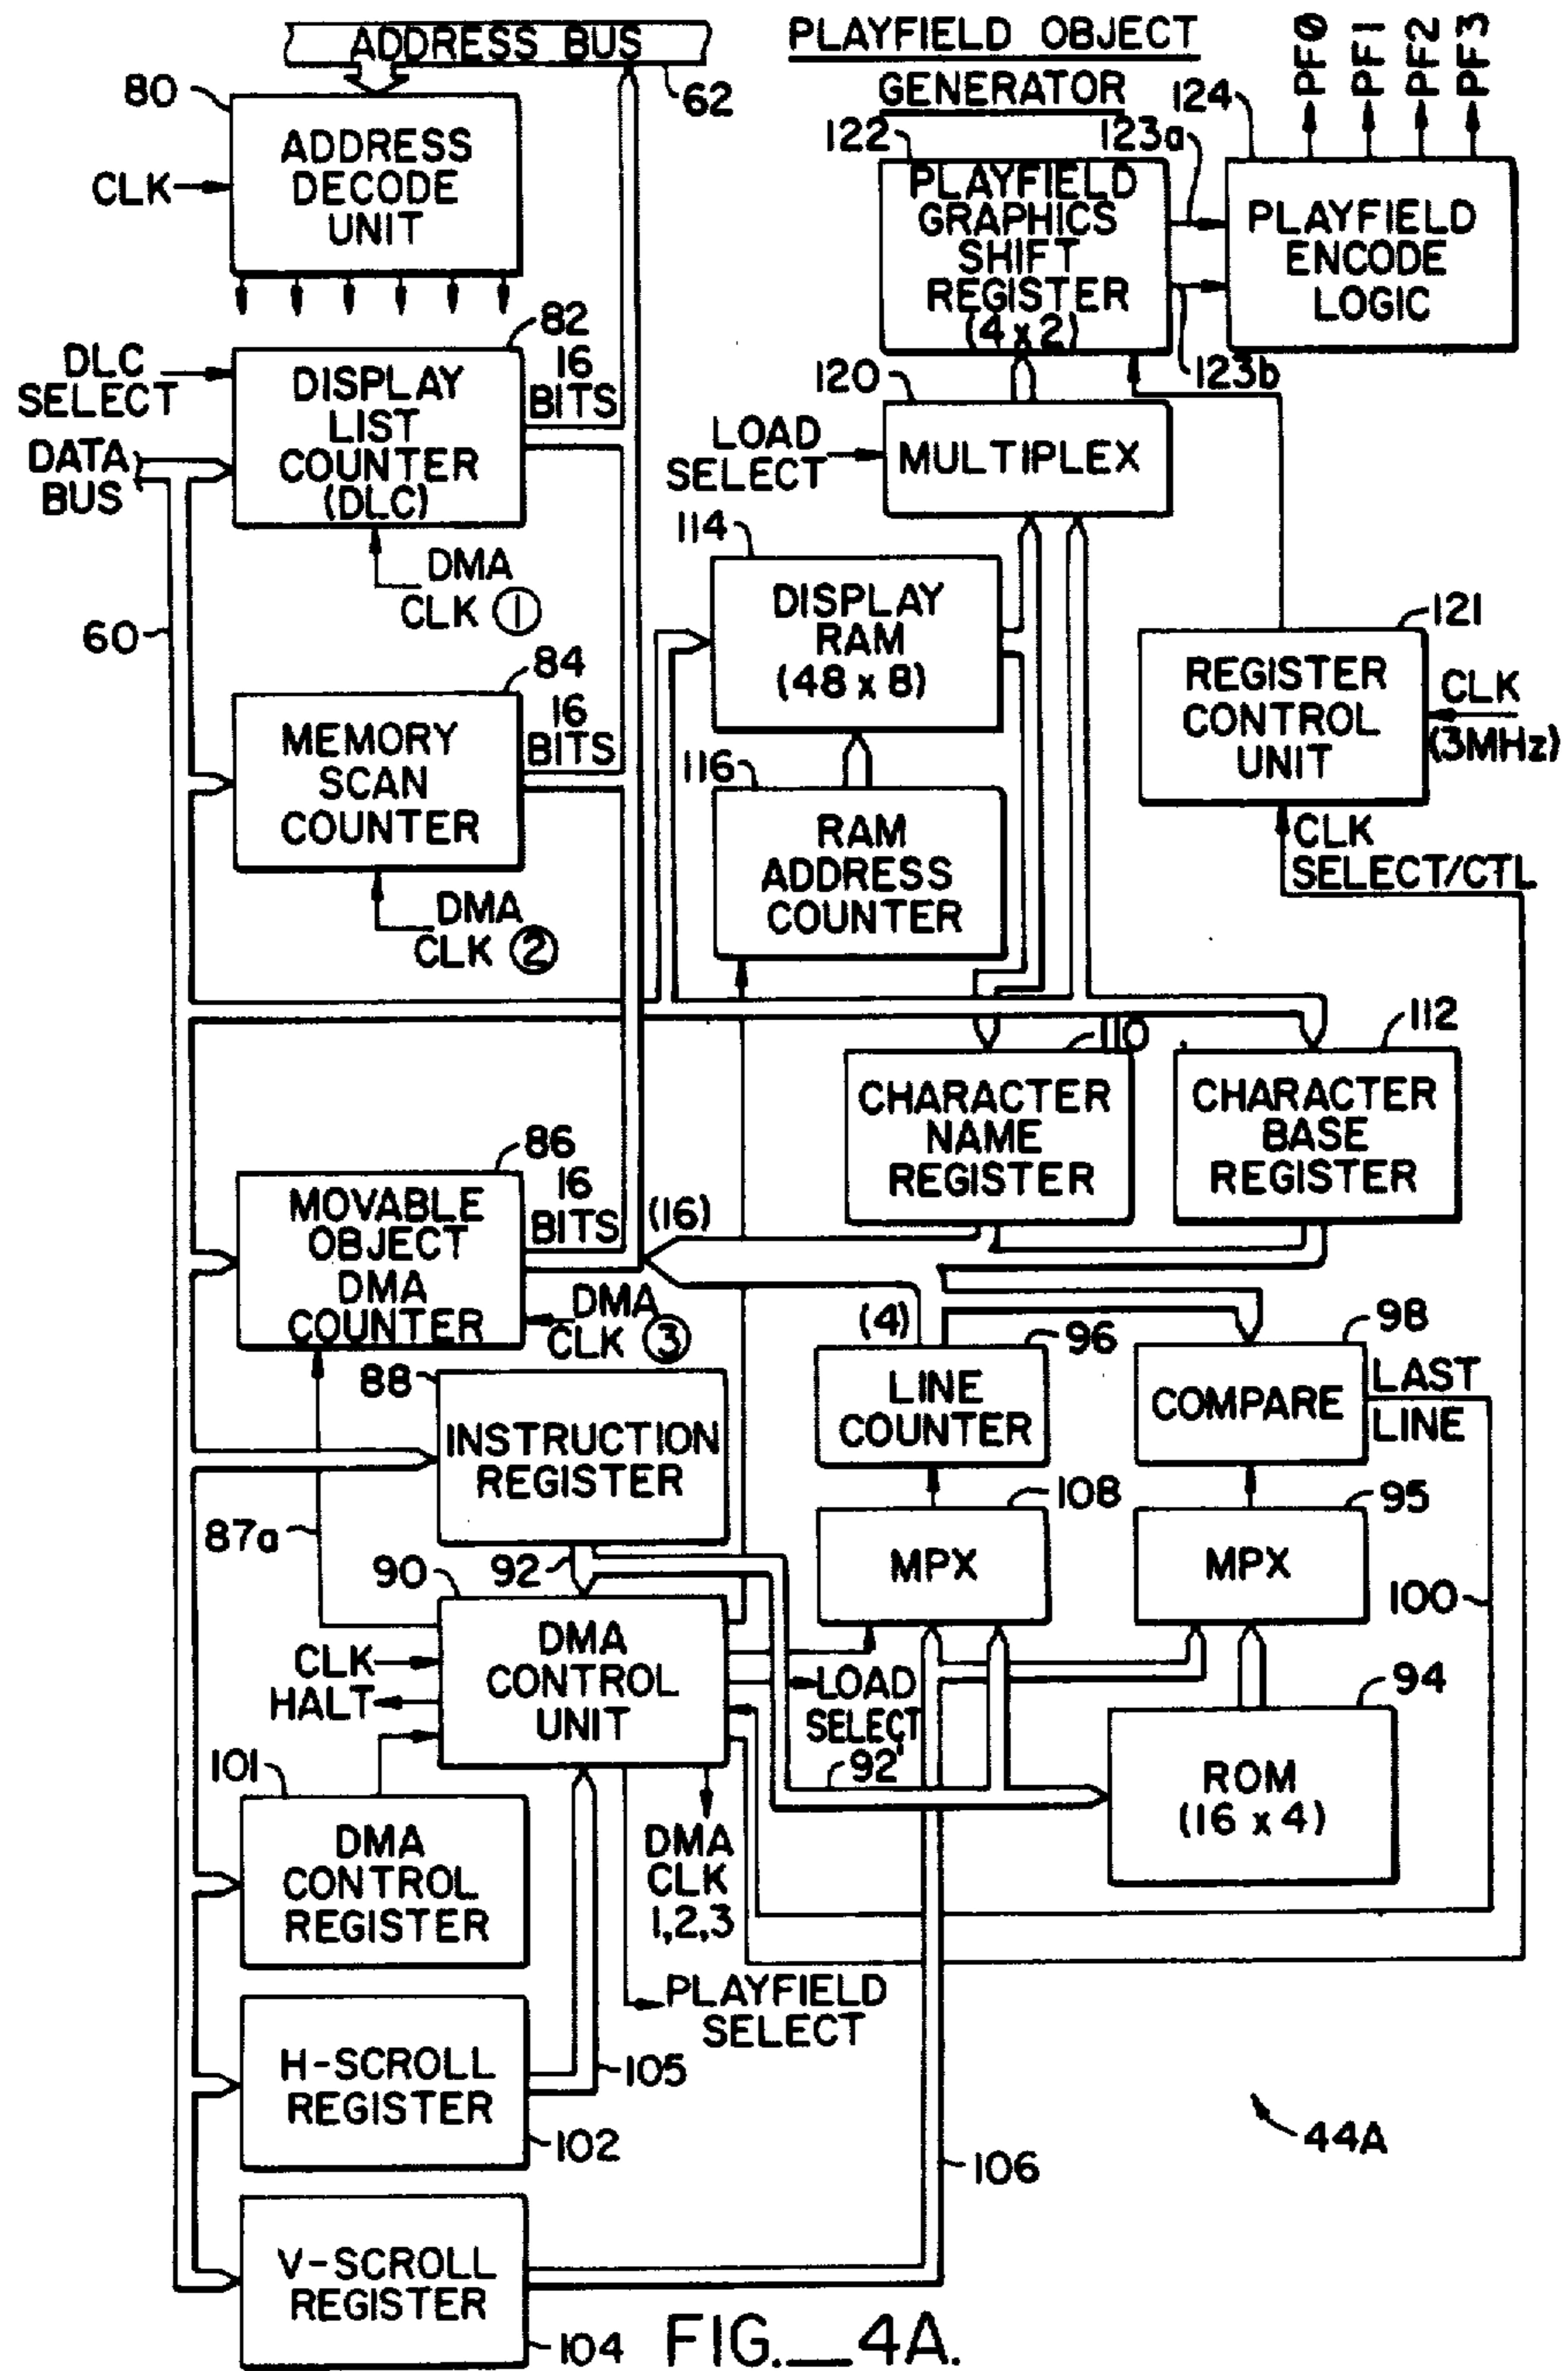 ADDRESS BUS
62
PLAYFIELD OBJECT
GENERATOR
PF0
PF1
PF2
PF3
80
ADDRESS
DECODE
UNIT
CLK
122
PLAYFIELD
GRAPHICS
SHIFT
REGISTER
(4 x 2)
123a
123b
124
PLAYFIELD
ENCODE
LOGIC
DLC
SELECT
DATA
BUS
82
DISPLAY
LIST
COUNTER
(DLC)
16
BITS
DMA
CLK 1
120
LOAD
SELECT
MULTIPLEX
114
DISPLAY
RAM
(48 x 8)
121
REGISTER
CONTROL
UNIT
CLK
(3MHz)
CLK
SELECT/CTL
60
84
MEMORY
SCAN
COUNTER
16
BITS
DMA
CLK 2
116
RAM
ADDRESS
COUNTER
110
CHARACTER
NAME
REGISTER
112
CHARACTER
BASE
REGISTER
86
MOVABLE
OBJECT
DMA
COUNTER
16
BITS
(16)
DMA
CLK 3
(4)
96
LINE
COUNTER
98
COMPARE
LAST
LINE
88
INSTRUCTION
REGISTER
108
MPX
95
MPX
100
87a
92
90
DMA
CONTROL
UNIT
CLK
HALT
LOAD
SELECT
92'
94
ROM
(16 x 4)
101
DMA
CONTROL
REGISTER
DMA
CLK
1,2,3
PLAYFIELD
SELECT
H-SCROLL
REGISTER
102
105
106
44A
V-SCROLL
REGISTER
104
FIG.__4A.